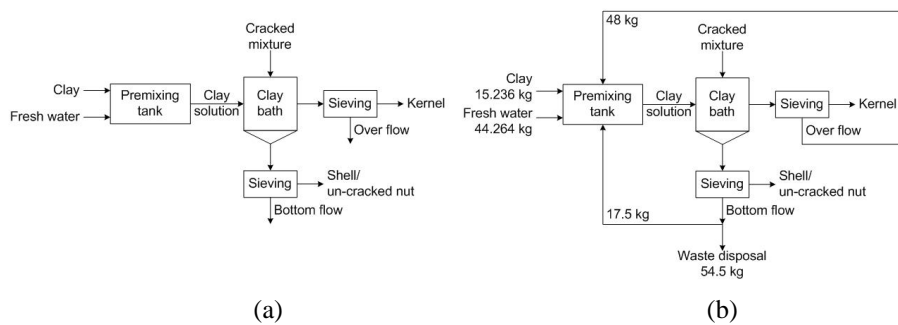 Cracked
mixture
Clay
Fresh water
Premixing
tank
Clay
solution
Clay
bath
Sieving
Kernel
Over flow
Sieving
Shell/
un-cracked nut
Bottom flow
(a)
48 kg
Cracked
mixture
Clay
15.236 kg
Fresh water
44.264 kg
Premixing
tank
Clay
solution
Clay
bath
Sieving
Kernel
Over flow
Sieving
Shell/
un-cracked nut
17.5 kg
Bottom flow
Waste disposal
54.5 kg
(b)